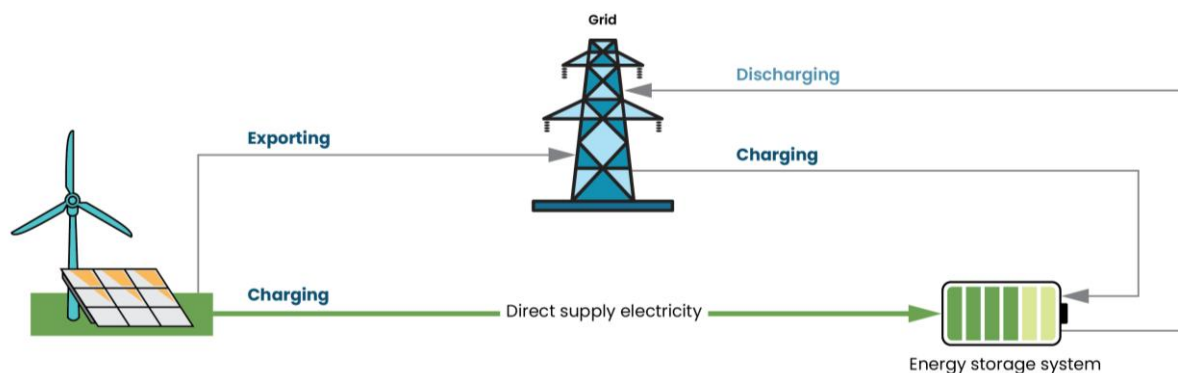 Grid
Discharging
Exporting
Charging
Charging
Direct supply electricity
Energy storage system